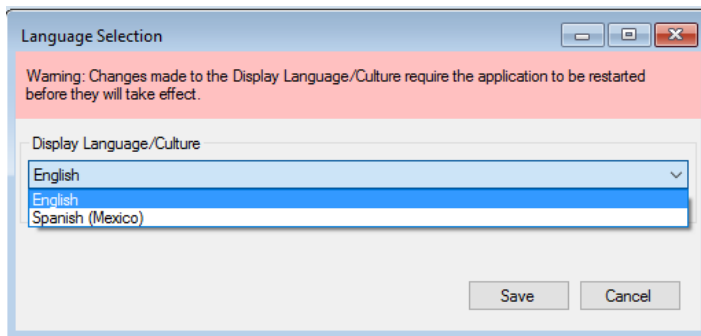 Language Selection
Warning: Changes made to the Display Language/Culture require the application to be restarted
before they will take effect.
Display Language/Culture
English
English
Spanish (Mexico)
Save
Cancel